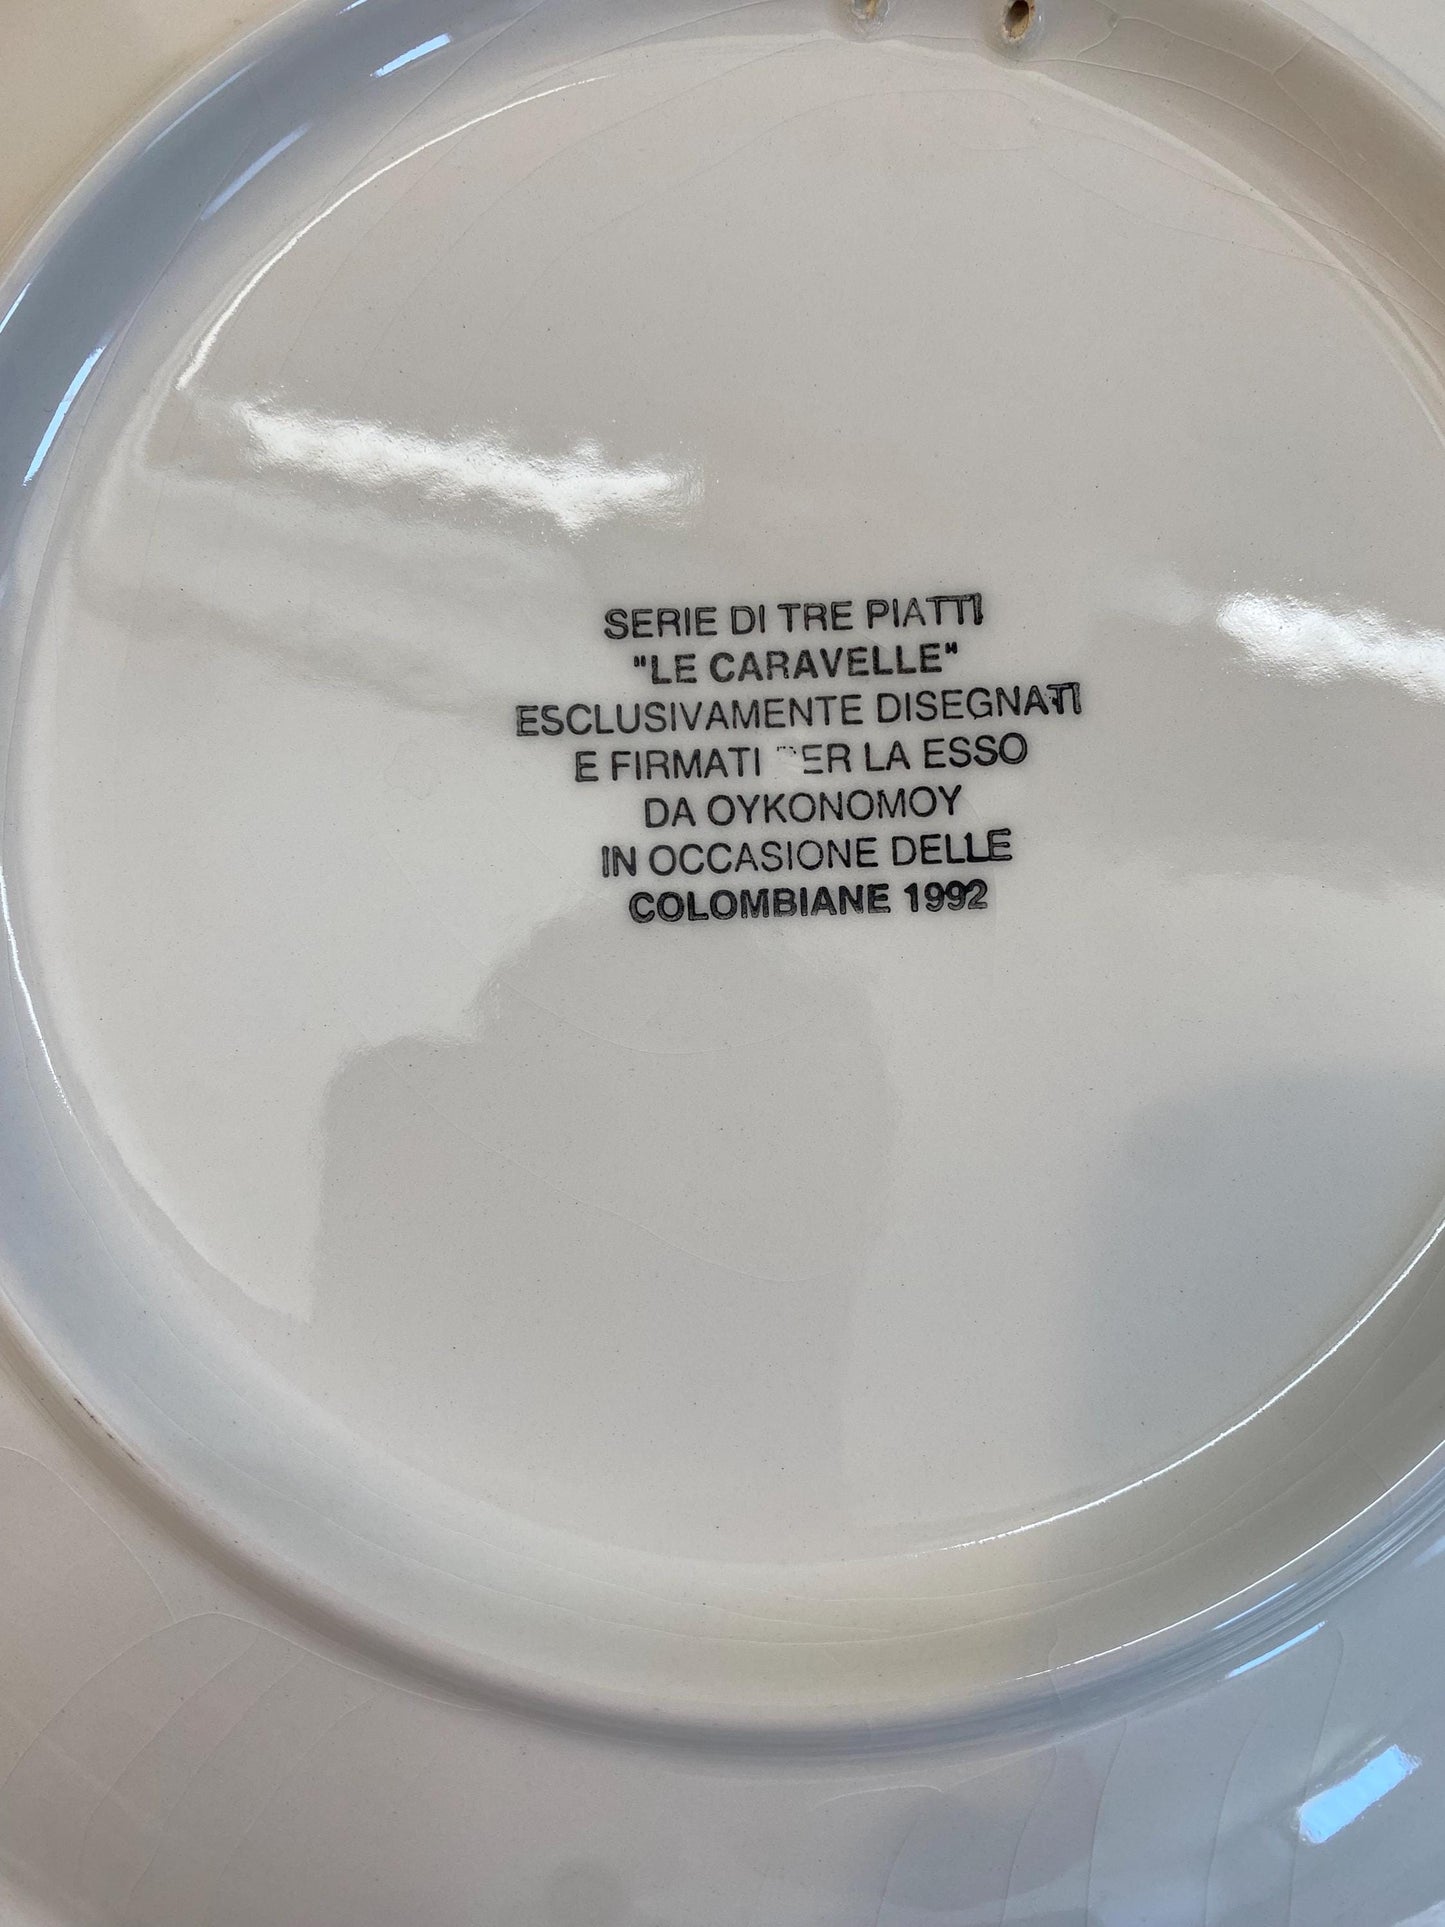 SERIE DI TRE PIATTI
"LE CARAVELLE"
ESCLUSIVAMENTE DISEGNATI
E FIRMATI PER LA ESSO
DA OYKONOMOY
IN OCCASIONE DELLE
COLOMBIANE 1992